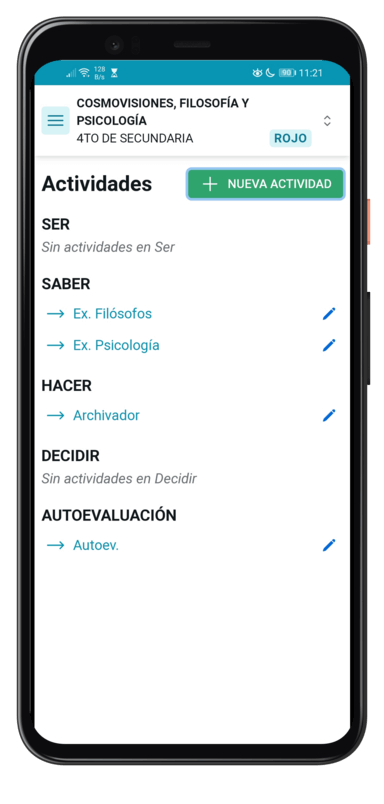 128
B/s
90
11:21
COSMOVISIONES, FILOSOFÍA Y
PSICOLOGÍA
4TO DE SECUNDARIA
ROJO
Actividades
NUEVA ACTIVIDAD
SER
Sin actividades en Ser
SABER
Ex. Filósofos
Ex. Psicología
HACER
Archivador
DECIDIR
Sin actividades en Decidir
AUTOEVALUACIÓN
Autoev.